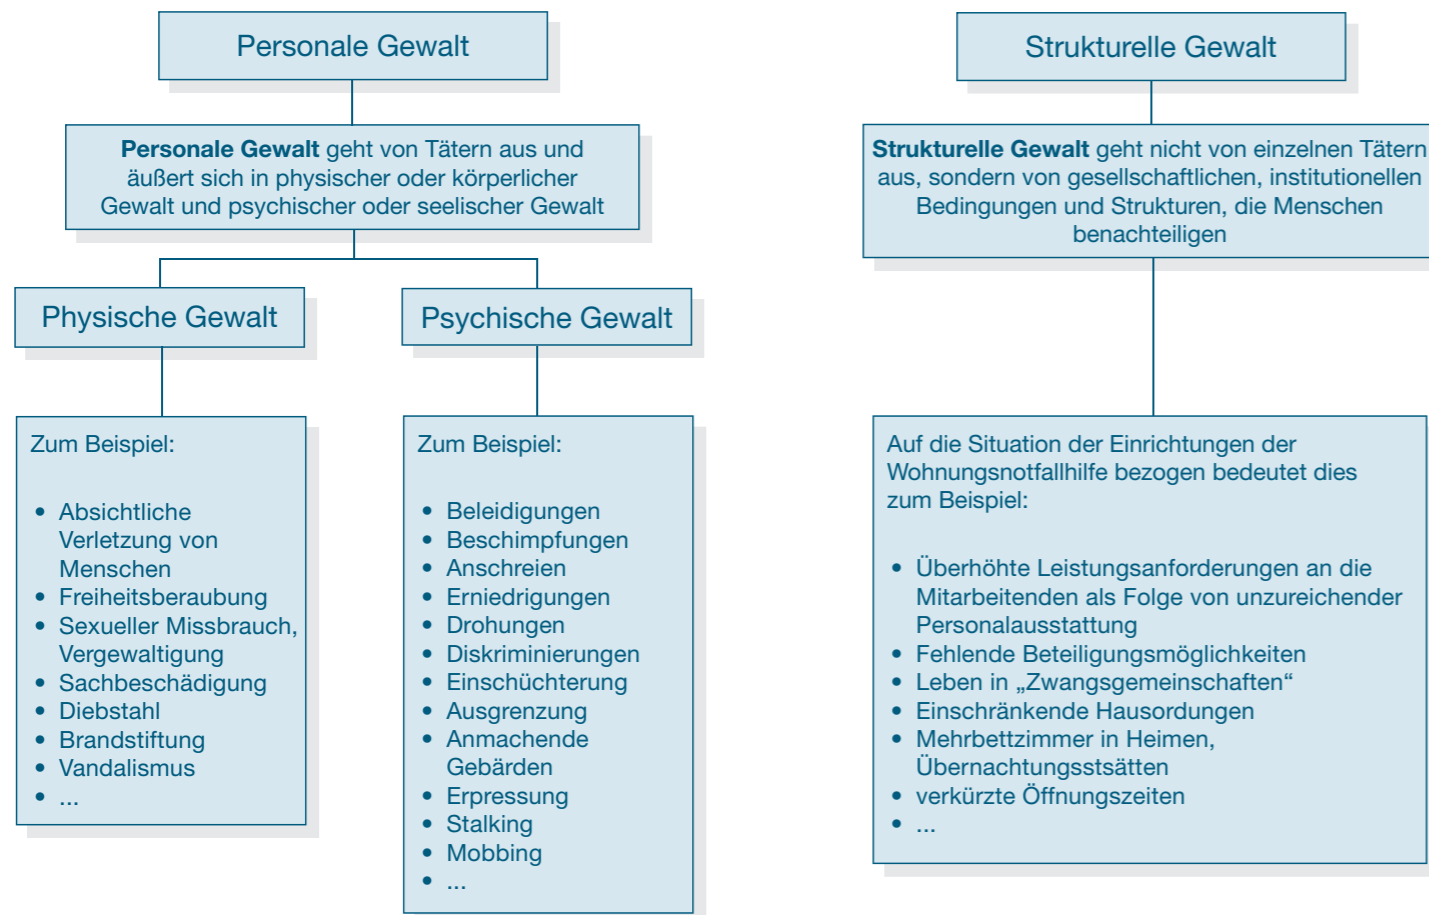 Personale Gewalt
Personale Gewalt geht von Tätern aus und
äußert sich in physischer oder körperlicher
Gewalt und psychischer oder seelischer Gewalt
Physische Gewalt
Zum Beispiel:
• Absichtliche
Verletzung von
Menschen
• Freiheitsberaubung
• Sexueller Missbrauch,
Vergewaltigung
• Sachbeschädigung
• Diebstahl
• Brandstiftung
• Vandalismus
• ...
Psychische Gewalt
Zum Beispiel:
• Beleidigungen
• Beschimpfungen
• Anschreien
• Erniedrigungen
• Drohungen
• Diskriminierungen
• Einschüchterung
• Ausgrenzung
• Anmachende
Gebärden
• Erpressung
• Stalking
• Mobbing
• ...
Strukturelle Gewalt
Strukturelle Gewalt geht nicht von einzelnen Tätern
aus, sondern von gesellschaftlichen, institutionellen
Bedingungen und Strukturen, die Menschen
benachteiligen
Auf die Situation der Einrichtungen der
Wohnungsnotfallhilfe bezogen bedeutet dies
zum Beispiel:
• Überhöhte Leistungsanforderungen an die
Mitarbeitenden als Folge von unzureichender
Personalausstattung
• Fehlende Beteiligungsmöglichkeiten
• Leben in „Zwangsgemeinschaften“
• Einschränkende Hausordungen
• Mehrbettzimmer in Heimen,
Übernachtungsstsätten
• verkürzte Öffnungszeiten
• ...